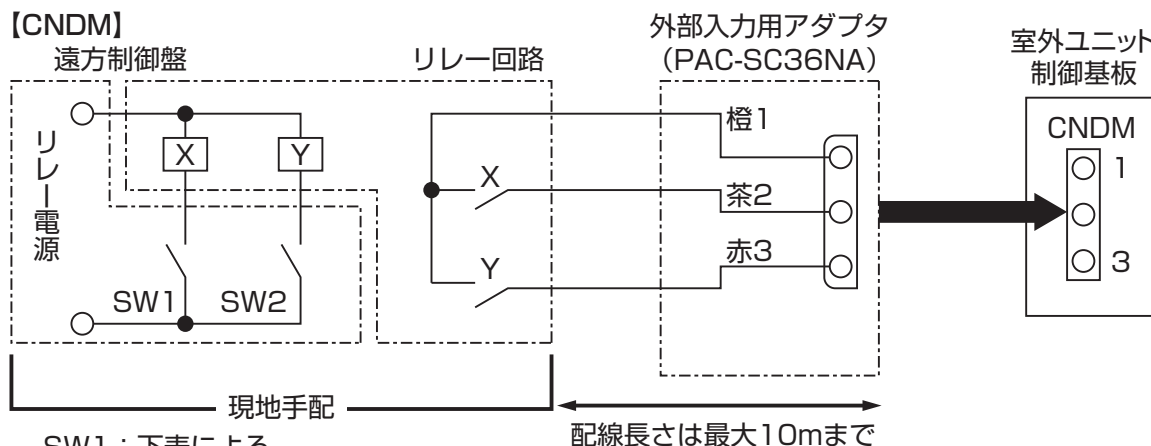 【CNDM】
遠方制御盤
リレー回路
外部入力用アダプタ
（PAC-SC36NA）
室外ユニット
制御基板
リレー電源
X
Y
SW1
SW2
X
Y
橙1
茶2
赤3
CNDM
1
3
現地手配
配線長さは最大10mまで
SW1：下表による